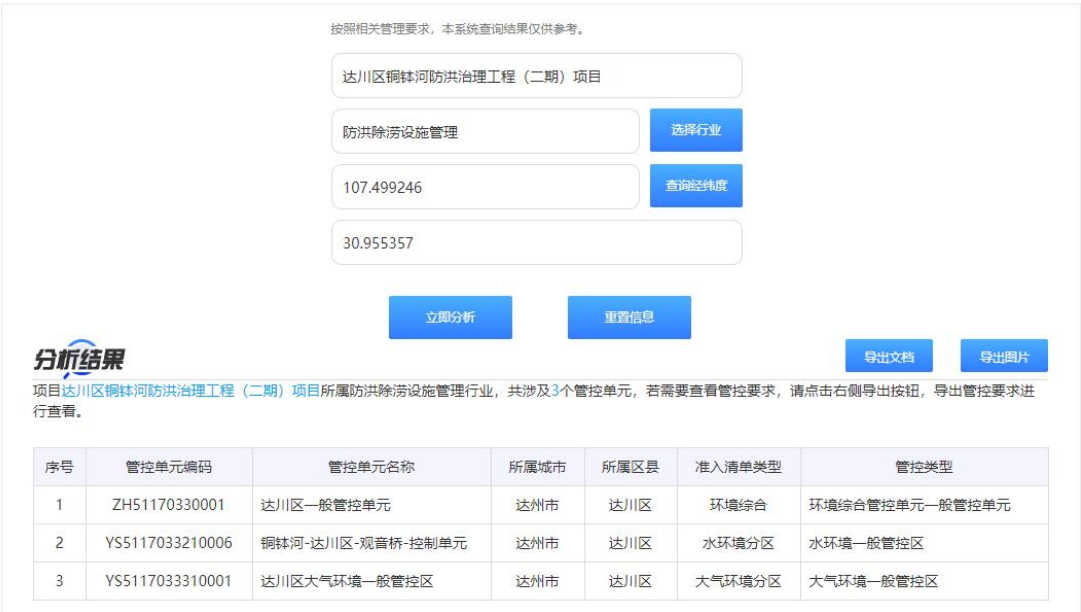 按照相关管理要求，本系统查询结果仅供参考。
达川区铜钵河防洪治理工程（二期）项目
防洪除涝设施管理 选择行业
107.499246 查询经纬度
30.955357
立即分析 重置信息
分析结果 导出文档 导出图片
项目达川区铜钵河防洪治理工程（二期）项目所属防洪除涝设施管理行业，共涉及3个管控单元，若需要查看管控要求，请点击右侧导出按钮，导出管控要求进
行查看。
序号 管控单元编码 管控单元名称 所属城市 所属区县 准入清单类型 管控类型
1 ZH51170330001 达川区一般管控单元 达州市 达川区 环境综合 环境综合管控单元一般管控单元
2 YS5117033210006 铜钵河-达川区-观音桥-控制单元 达州市 达川区 水环境分区 水环境一般管控区
3 YS5117033310001 达川区大气环境一般管控区 达州市 达川区 大气环境分区 大气环境一般管控区